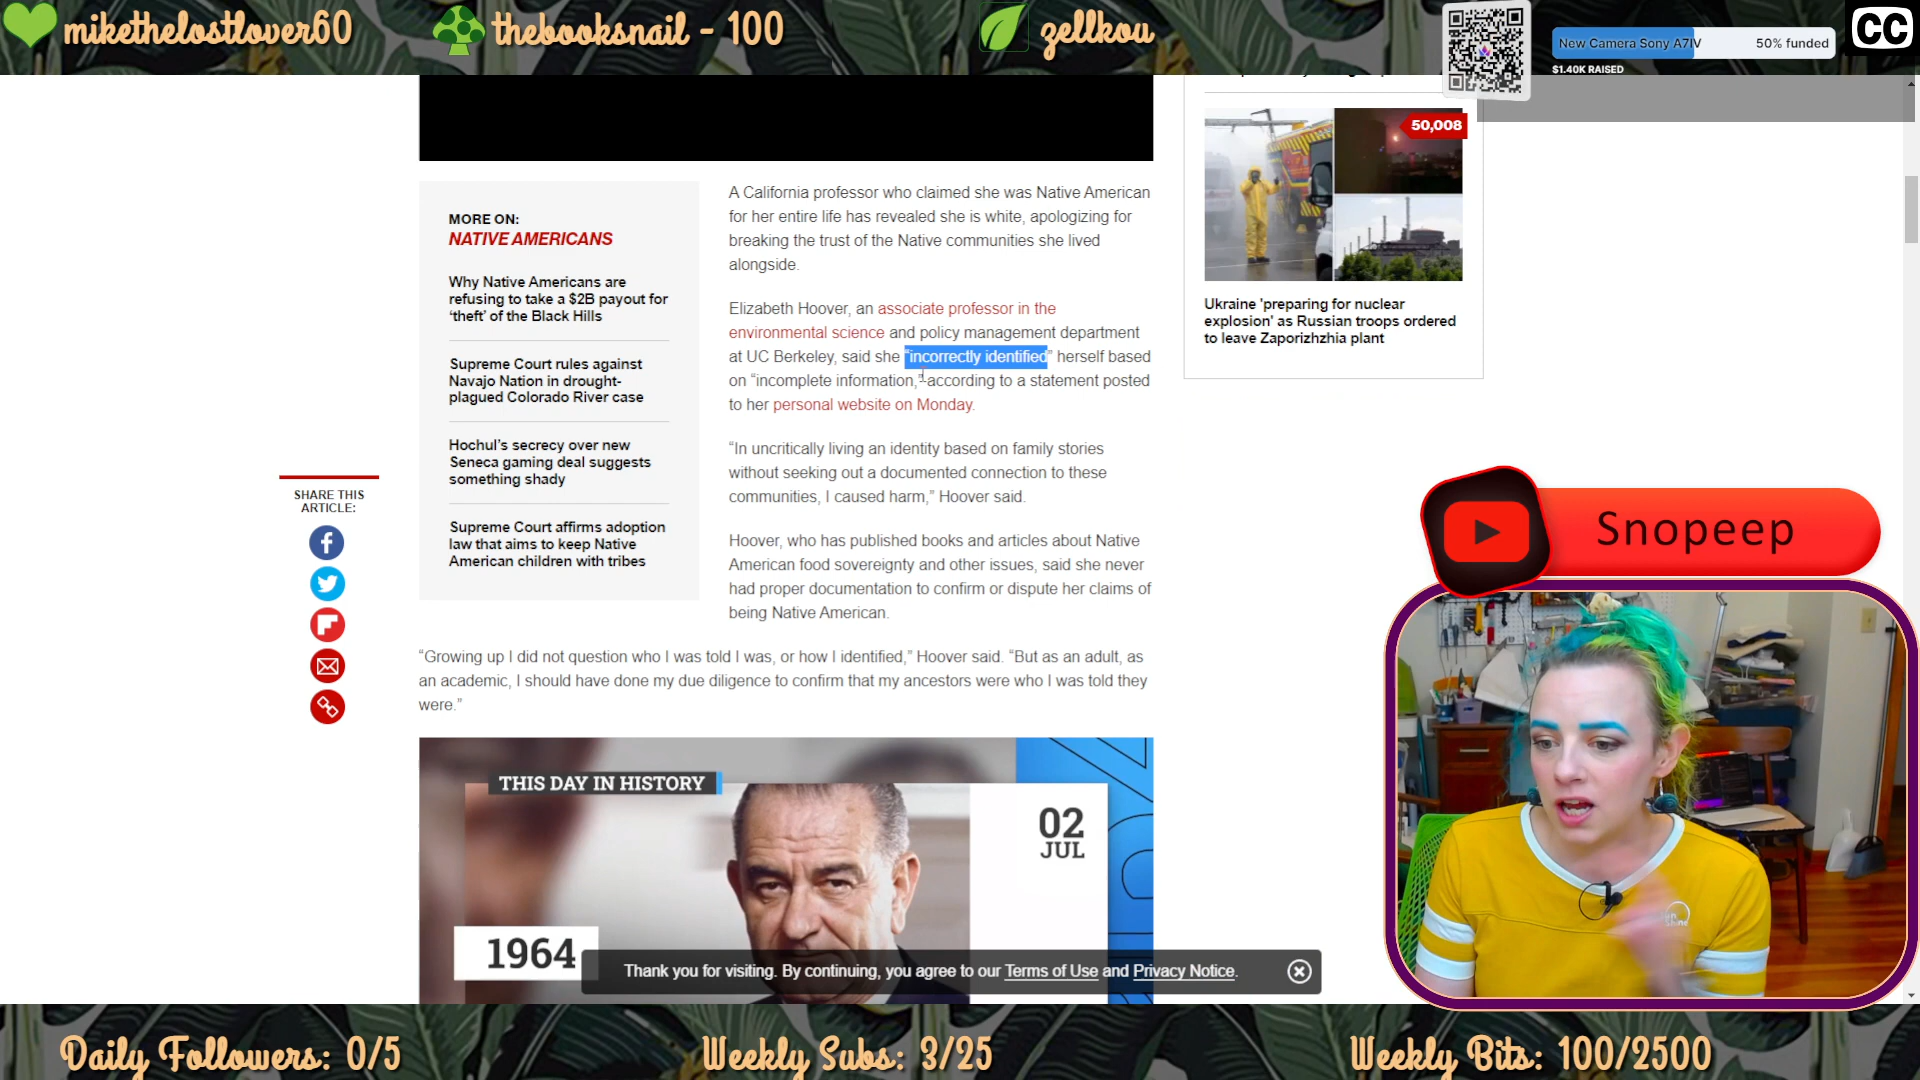 mikethelostlover60
thebooksnail - 100
zellkou
New Camera Sony A7IV
50% funded
$1.40K RAISED
CC
50,008
Ukraine 'preparing for nuclear
explosion' as Russian troops ordered
to leave Zaporizhzhia plant
MORE ON:
NATIVE AMERICANS
Why Native Americans are
refusing to take a $2B payout for
‘theft’ of the Black Hills
Supreme Court rules against
Navajo Nation in drought-
plagued Colorado River case
Hochul’s secrecy over new
Seneca gaming deal suggests
something shady
Supreme Court affirms adoption
law that aims to keep Native
American children with tribes
SHARE THIS
ARTICLE:
A California professor who claimed she was Native American
for her entire life has revealed she is white, apologizing for
breaking the trust of the Native communities she lived
alongside.
Elizabeth Hoover, an associate professor in the
environmental science and policy management department
at UC Berkeley, said she “incorrectly identified” herself based
on “incomplete information,” according to a statement posted
to her personal website on Monday.
“In uncritically living an identity based on family stories
without seeking out a documented connection to these
communities, I caused harm,” Hoover said.
Hoover, who has published books and articles about Native
American food sovereignty and other issues, said she never
had proper documentation to confirm or dispute her claims of
being Native American.
“Growing up I did not question who I was told I was, or how I identified,” Hoover said. “But as an adult, as
an academic, I should have done my due diligence to confirm that my ancestors were who I was told they
were.”
THIS DAY IN HISTORY
02
JUL
1964
Thank you for visiting. By continuing, you agree to our Terms of Use and Privacy Notice.
Snopeep
Daily Followers: 0/5
Weekly Subs: 3/25
Weekly Bits: 100/2500